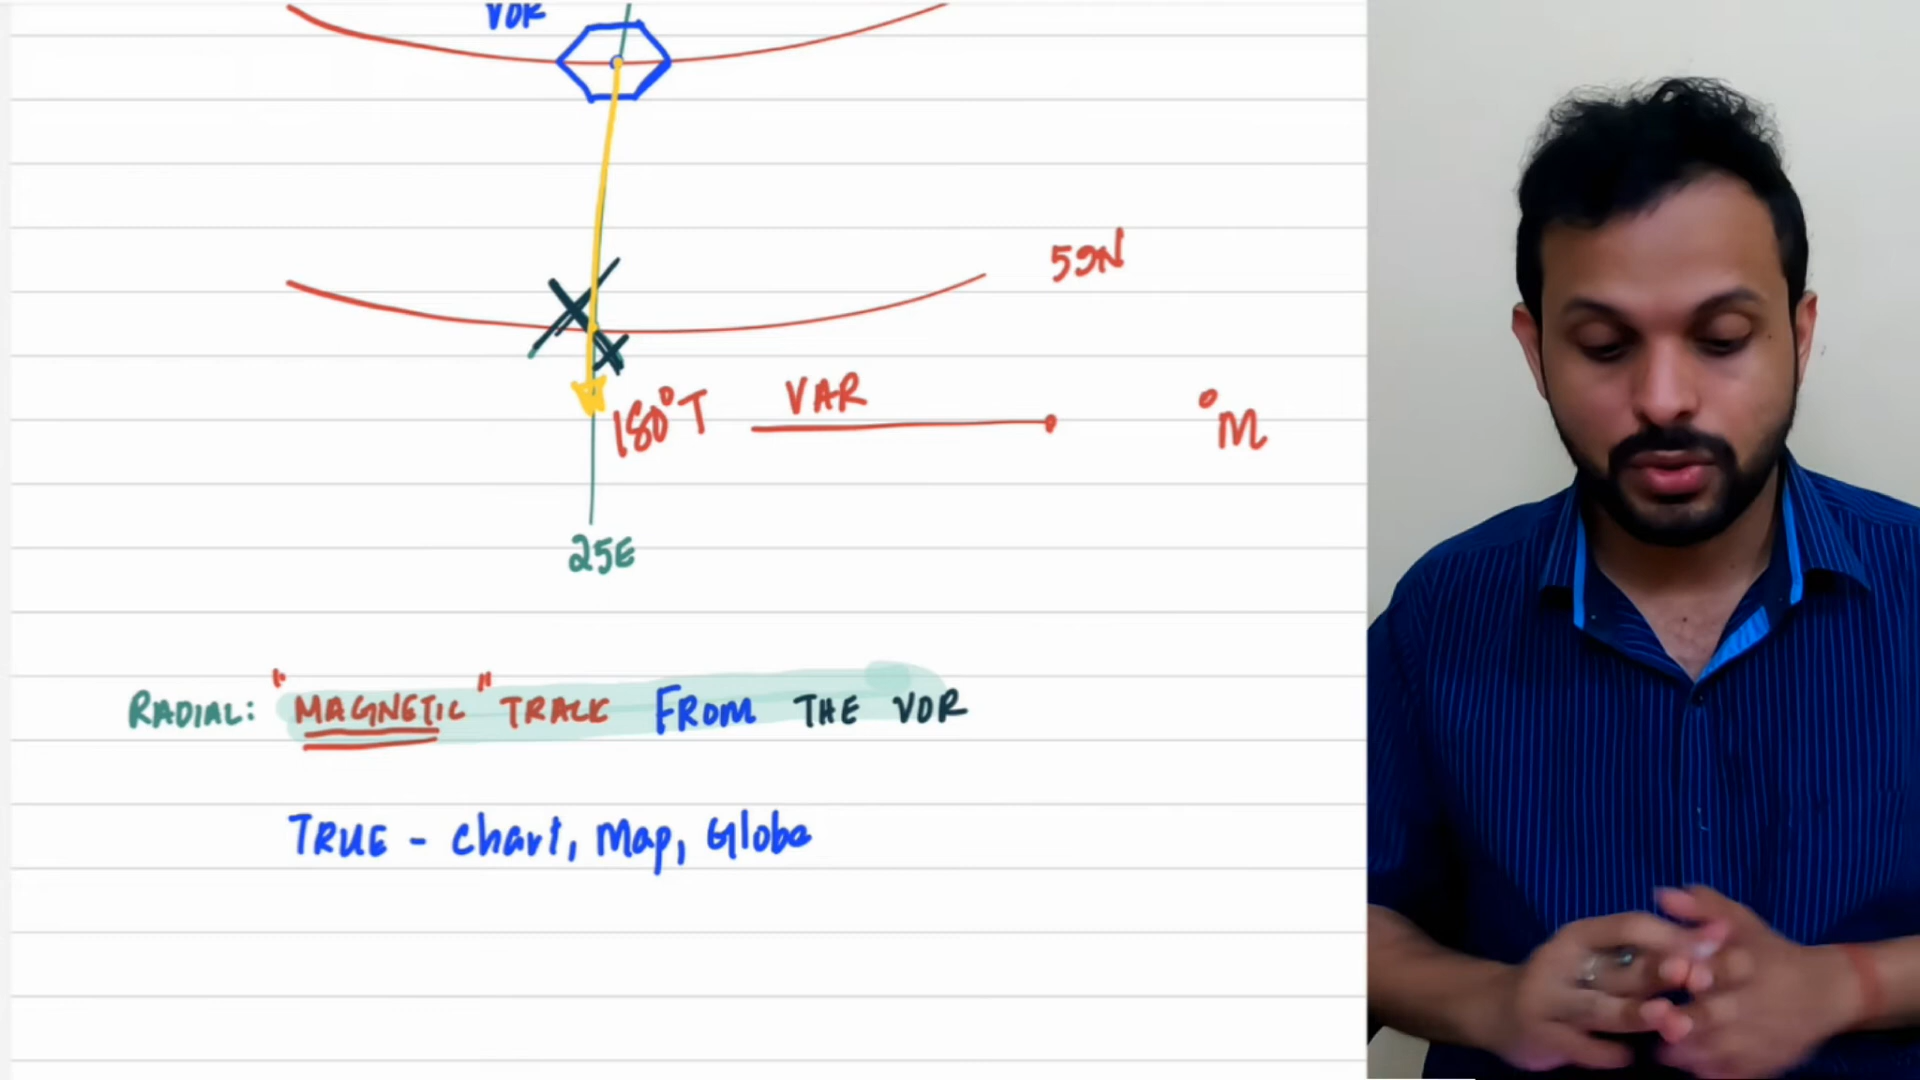 VOR
59N
VAR
180°T
°M
25E
RADIAL: "MAGNETIC" TRACK FROM THE VOR
TRUE - Chart, Map, Globe